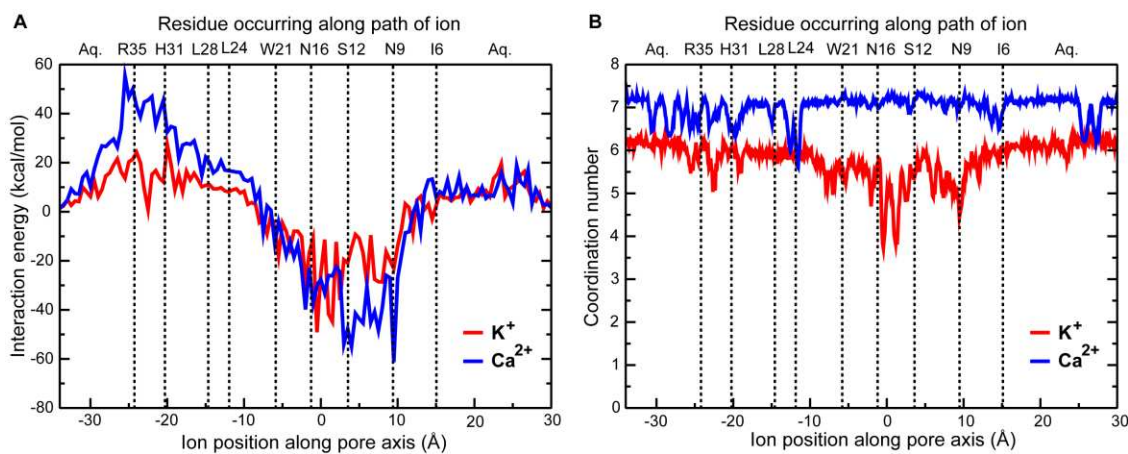 A
Residue occurring along path of ion
Aq. R35 H31 L28 L24 W21 N16 S12 N9 I6 Aq.
60
40
20
0
-20
-40
-60
-80
Interaction energy (kcal/mol)
K+
Ca2+
-30 -20 -10 0 10 20 30
Ion position along pore axis (Å)
B
Residue occurring along path of ion
Aq. R35 H31 L28 L24 W21 N16 S12 N9 I6 Aq.
8
7
6
5
4
3
2
1
0
Coordination number
K+
Ca2+
-30 -20 -10 0 10 20 30
Ion position along pore axis (Å)